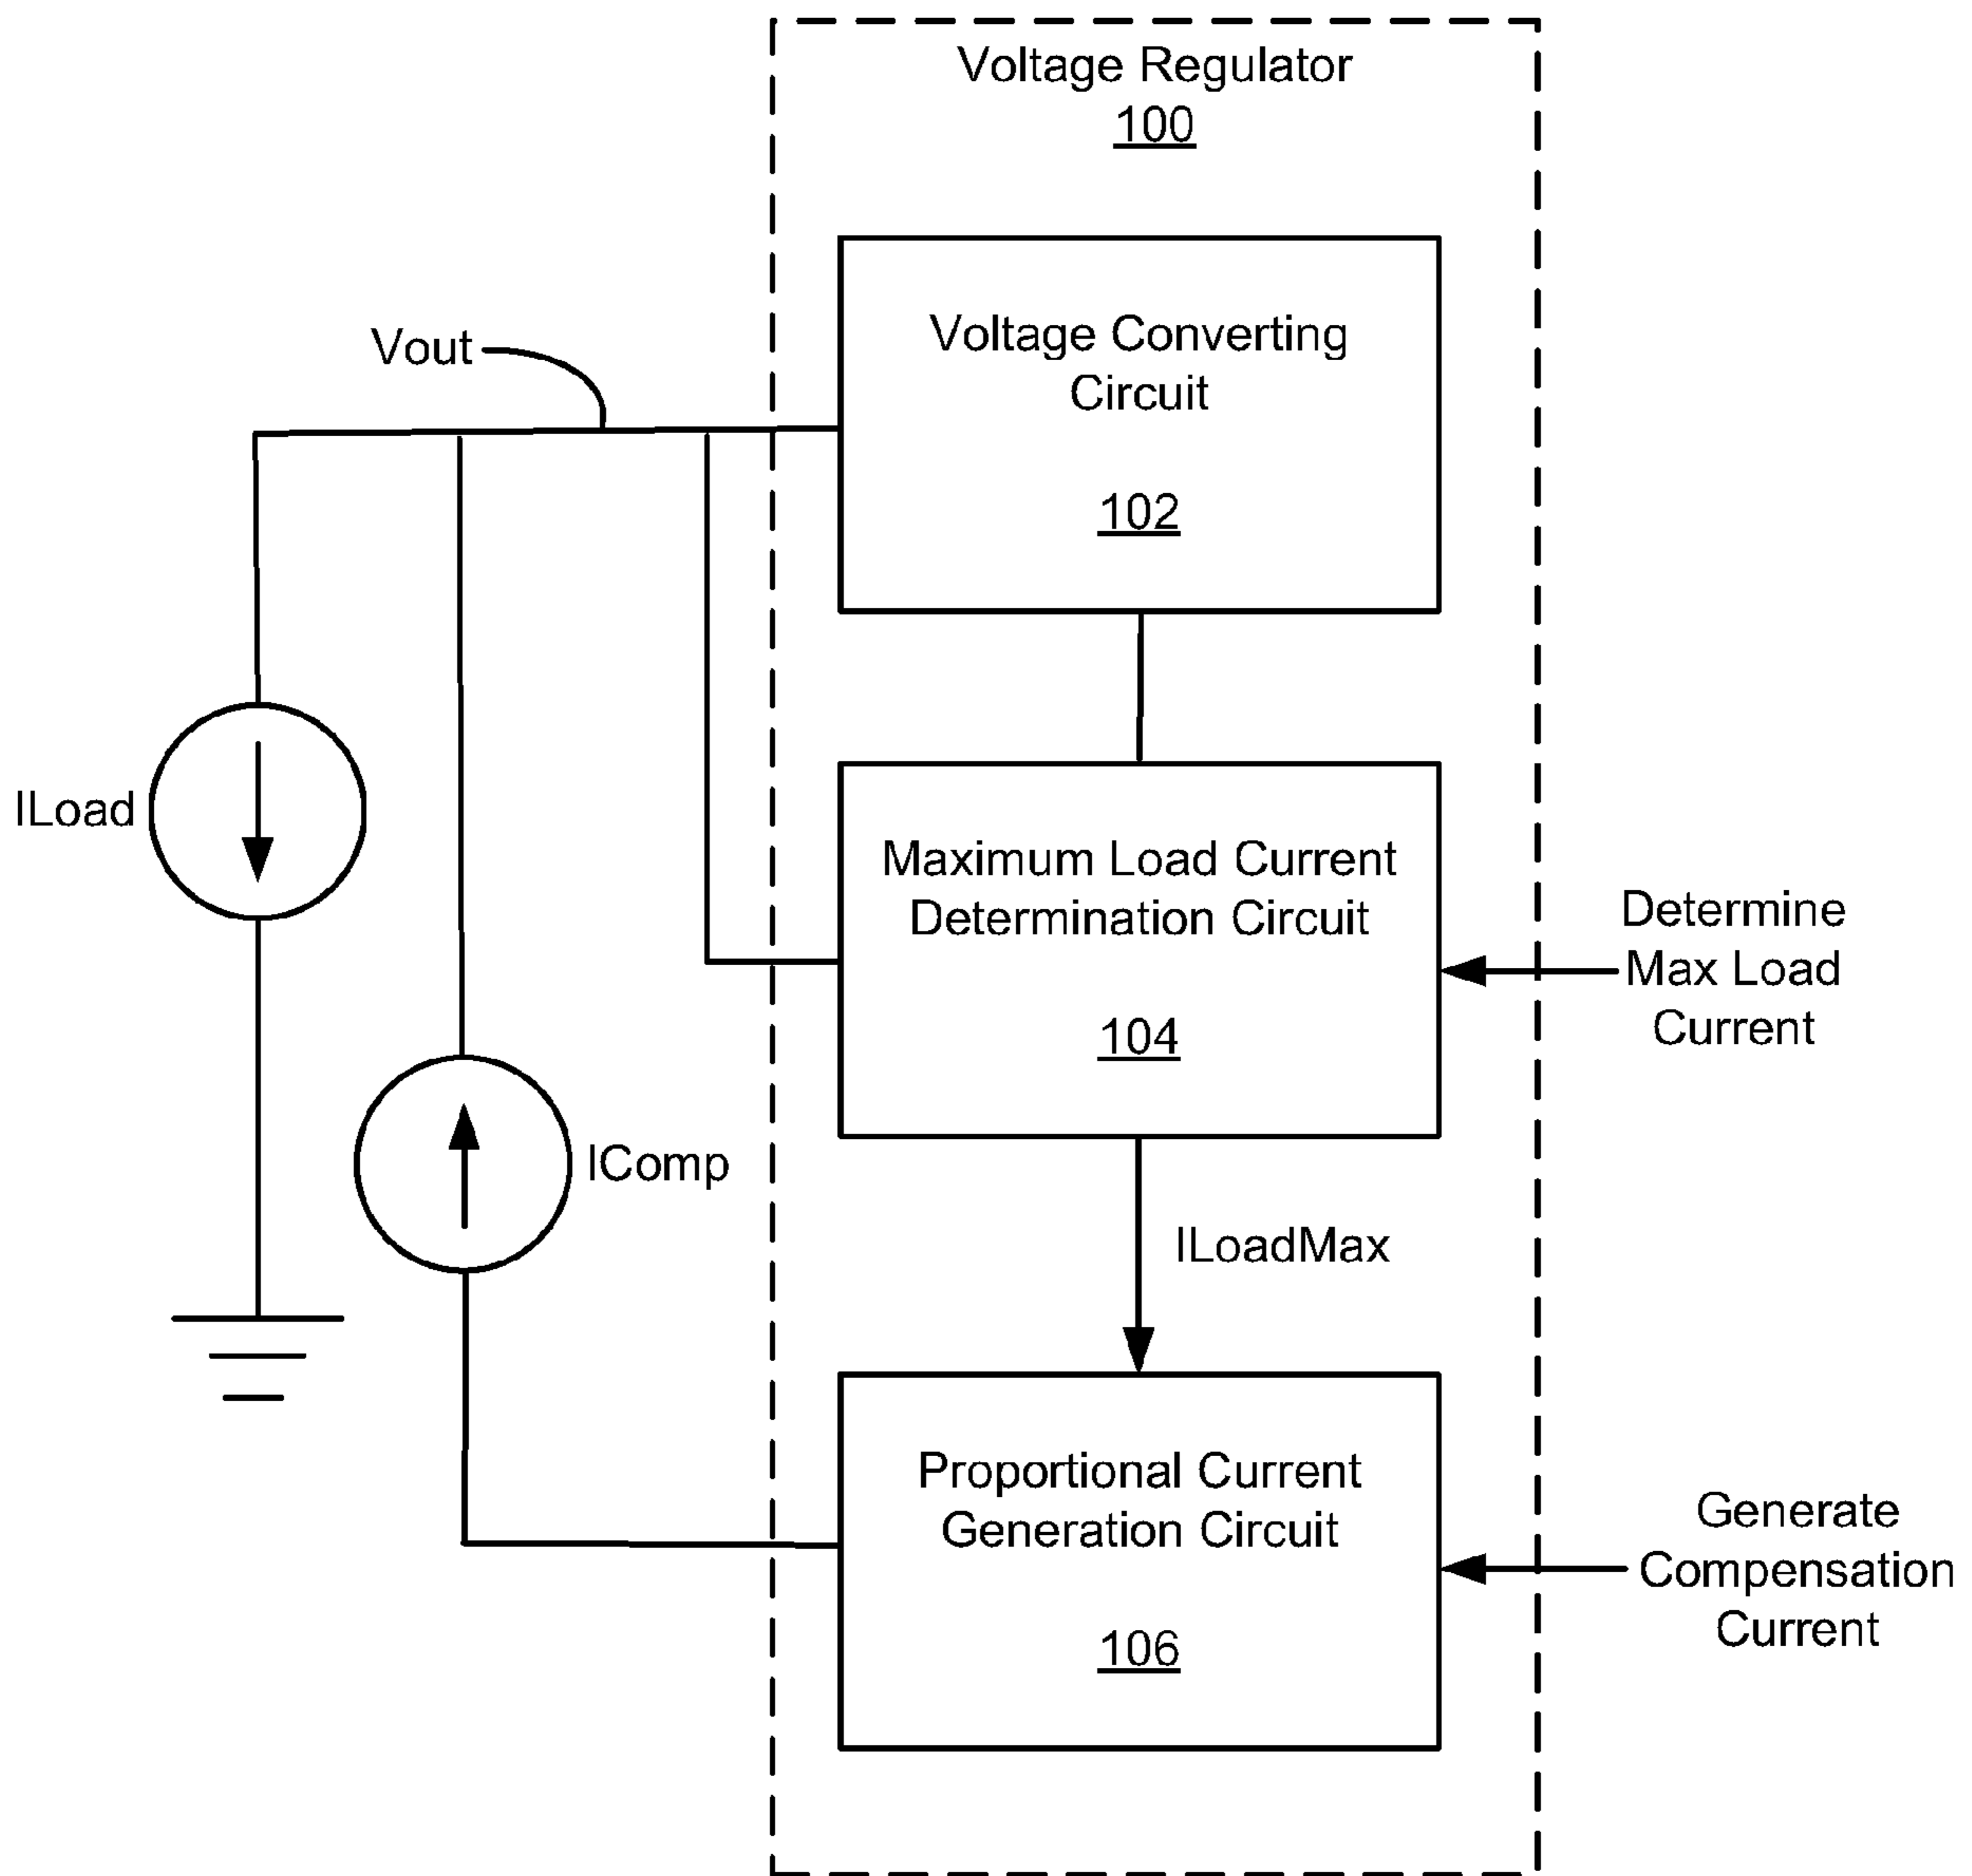 Voltage Regulator
100
Vout
Voltage Converting
Circuit
102
ILoad
Maximum Load Current
Determination Circuit
104
Determine
Max Load
Current
IComp
ILoadMax
Proportional Current
Generation Circuit
106
Generate
Compensation
Current